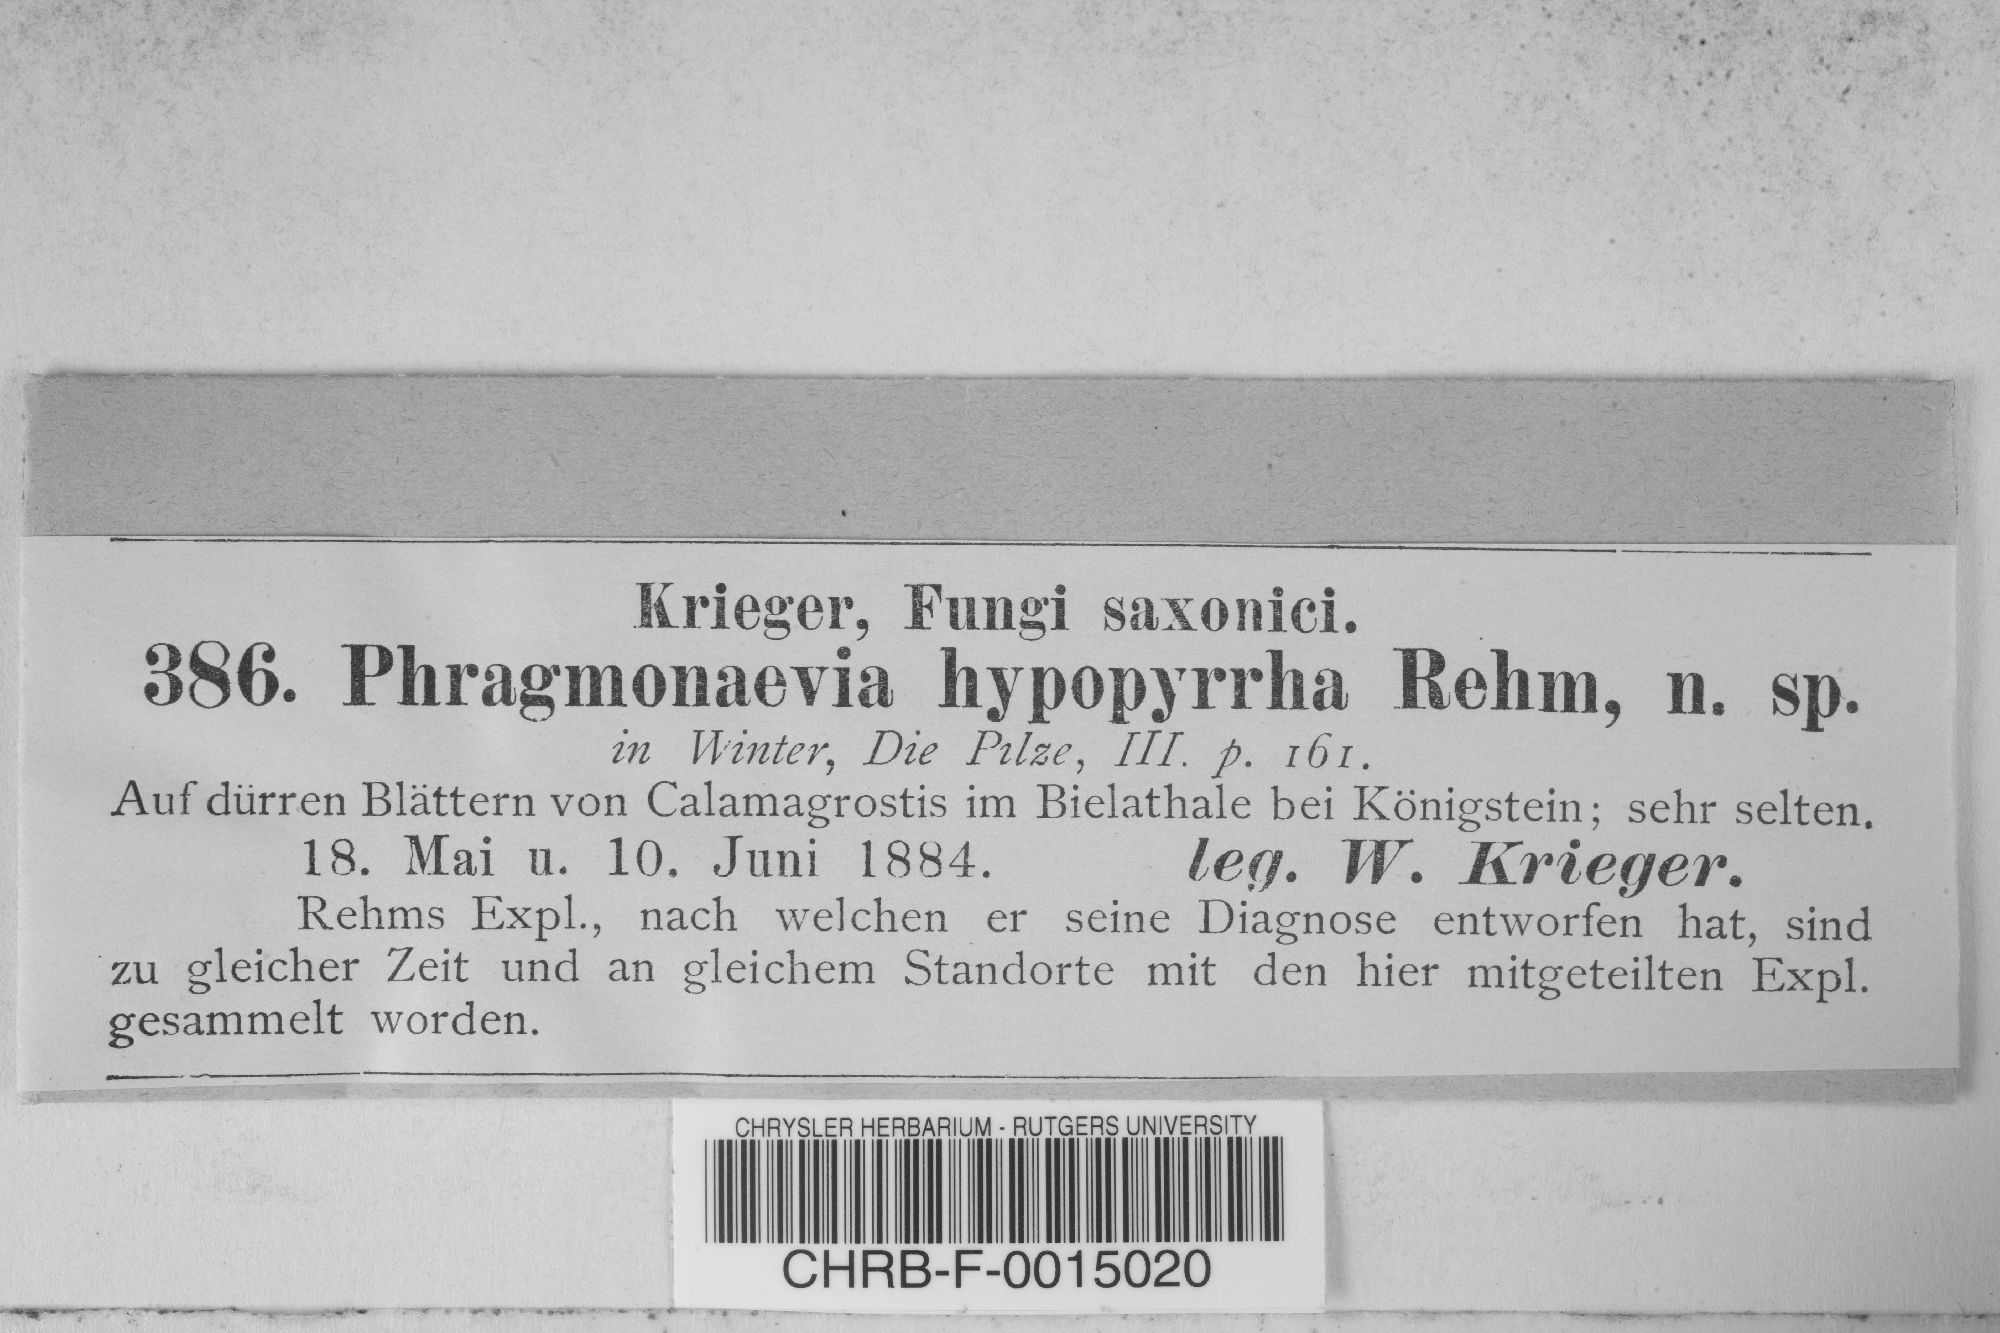 Krieger, Fungi saxonici.
386. Phragmonaevia hypopyrrha Rehm, n. sp.
in Winter, Die Pilze, III. p. 161.
Auf dürren Blättern von Calamagrostis im Bielathale bei Königstein; sehr selten.
18. Mai u. 10. Juni 1884. leg. W. Krieger.
Rehms Expl., nach welchen er seine Diagnose entworfen hat, sind
zu gleicher Zeit und an gleichem Standorte mit den hier mitgeteilten Expl.
gesammelt worden.
CHRYSLER HERBARIUM - RUTGERS UNIVERSITY
CHRB-F-0015020